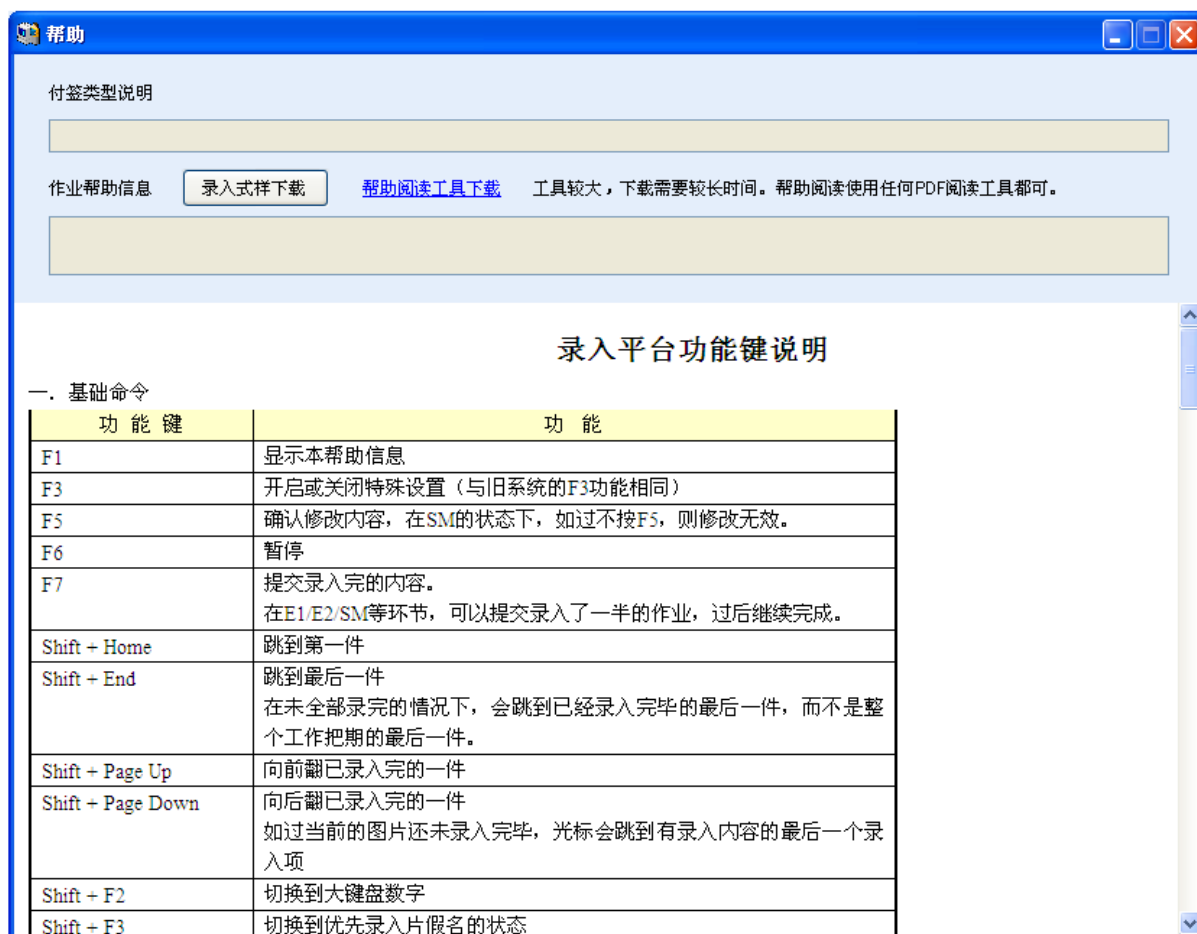 帮助
付签类型说明
作业帮助信息 录入式样下载 帮助阅读工具下载 工具较大，下载需要较长时间。帮助阅读使用任何PDF阅读工具都可。
录入平台功能键说明
一．基础命令
功 能 键 功 能
F1 显示本帮助信息
F3 开启或关闭特殊设置（与旧系统的F3功能相同）
F5 确认修改内容，在SM的状态下，如过不按F5，则修改无效。
F6 暂停
F7 提交录入完的内容。
在E1/E2/SM等环节，可以提交录入了一半的作业，过后继续完成。
Shift + Home 跳到第一件
Shift + End 跳到最后一件
在未全部录完的情况下，会跳到已经录入完毕的最后一件，而不是整
个工作把期的最后一件。
Shift + Page Up 向前翻已录入完的一件
Shift + Page Down 向后翻已录入完的一件
如过当前的图片还未录入完毕，光标会跳到有录入内容的最后一个录
入项
Shift + F2 切换到大键盘数字
Shift + F3 切换到优先录入片假名的状态